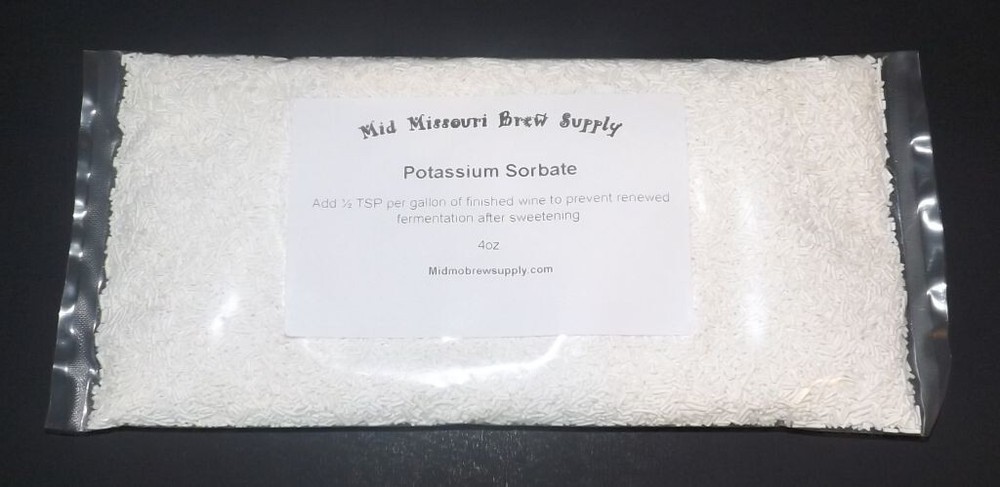 Mid Missouri Brew Supply
Potassium Sorbate
Add ½ TSP per gallon of finished wine to prevent renewed
fermentation after sweetening
4oz
Midmobrewsupply.com